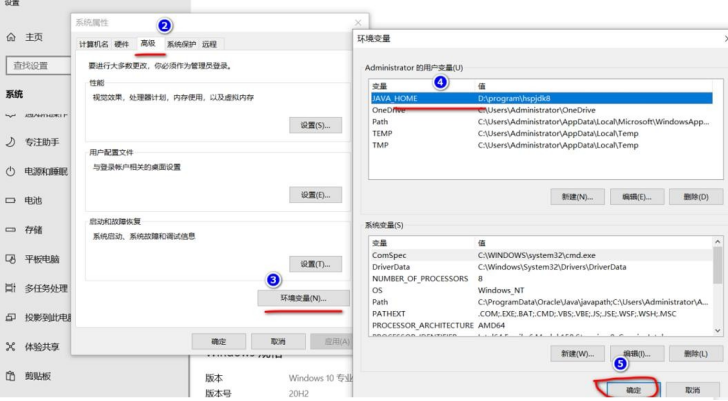 设置
主页
查找设置
系统
专注助手
电源和睡眠
电池
存储
平板电脑
多任务处理
投影到此电
体验共享
剪贴板
系统属性
2
计算机名 硬件 高级 系统保护 远程
要进行大多数更改，你必须作为管理员登录。
性能
视觉效果，处理器计划，内存使用，以及虚拟内存
设置(S)...
用户配置文件
与登录帐户相关的桌面设置
设置(E)...
启动和故障恢复
系统启动、系统故障和调试信息
设置(T)...
3
环境变量(N)...
确定 取消 应用(A)
版本 Windows 10 专业
版本号 20H2
环境变量
Administrator 的用户变量(U)
4
变量 值
JAVA_HOME D:\program\hspjdk8
OneDrive C:\Users\Administrator\OneDrive
Path C:\Users\Administrator\AppData\Local\Microsoft\WindowsApp...
TEMP C:\Users\Administrator\AppData\Local\Temp
TMP C:\Users\Administrator\AppData\Local\Temp
新建(N)... 编辑(E)... 删除(D)
系统变量(S)
变量 值
ComSpec C:\WINDOWS\system32\cmd.exe
DriverData C:\Windows\System32\Drivers\DriverData
NUMBER_OF_PROCESSORS 8
OS Windows_NT
Path C:\ProgramData\Oracle\Java\javapath;C:\Users\Administrator\A...
PATHEXT .COM;.EXE;.BAT;.CMD;.VBS;.VBE;.JS;.JSE;.WSF;.WSH;.MSC
PROCESSOR_ARCHITECTURE AMD64
新建(W)... 编辑(I)... 删除(L)
5
确定 取消